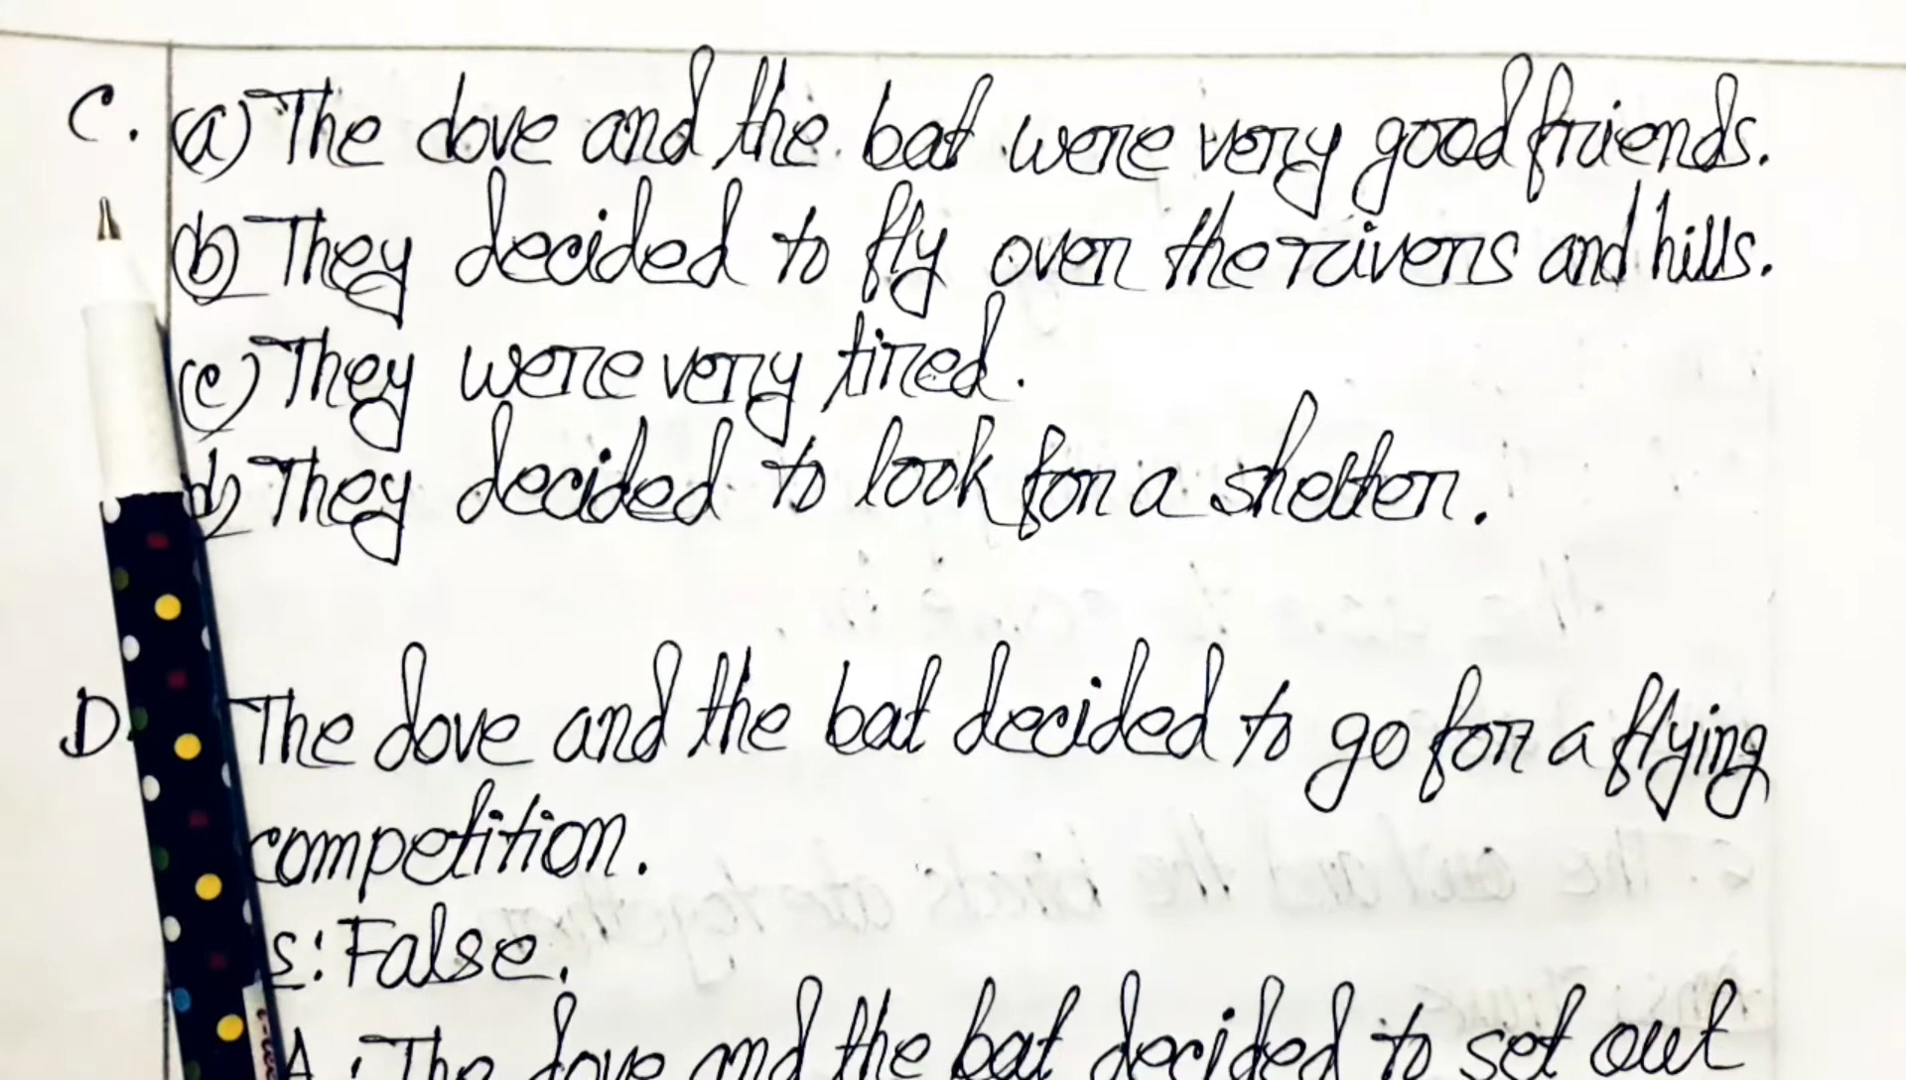 C. (a) The dove and the bat were very good friends.
(b) They decided to fly over the rivers and hills.
(c) They were very tired.
(d) They decided to look for a shelter.
D. The dove and the bat decided to go for a flying
competition.
s: False.
A: The dove and the bat decided to set out